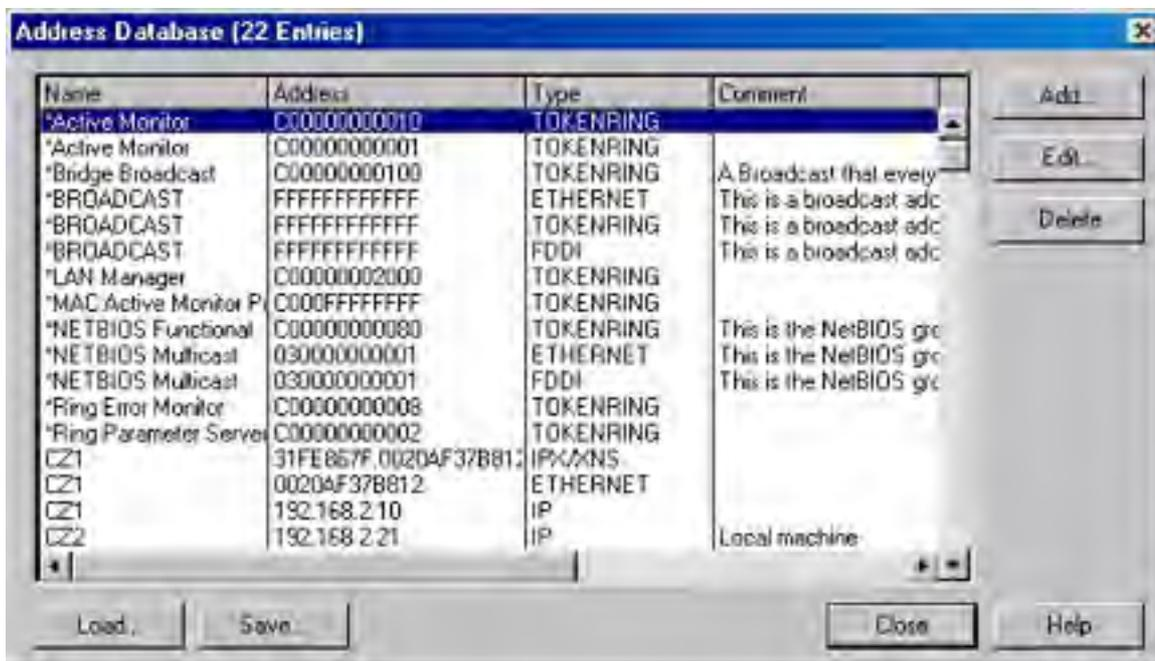 Address Database (22 Entries)
Name Address Type Comment
*Active Monitor C00000000010 TOKENRING
*Active Monitor C00000000001 TOKENRING
*Bridge Broadcast C00000000100 TOKENRING A Broadcast that every
*BROADCAST FFFFFFFFFFFF ETHERNET This is a broadcast adc
*BROADCAST FFFFFFFFFFFF TOKENRING This is a broadcast adc
*BROADCAST FFFFFFFFFFFF FDDI This is a broadcast adc
*LAN Manager C00000002000 TOKENRING
*MAC Active Monitor P C000FFFFFFFF TOKENRING
*NETBIOS Functional C00000000080 TOKENRING This is the NetBIOS gro
*NETBIOS Multicast 030000000001 ETHERNET This is the NetBIOS gro
*NETBIOS Multicast 030000000001 FDDI This is the NetBIOS gro
*Ring Error Monitor C00000000008 TOKENRING
*Ring Parameter Server C00000000002 TOKENRING
CZ1 31FE867F.0020AF37B812 IPX/XNS
CZ1 0020AF37B812 ETHERNET
CZ1 192.168.2.10 IP
CZ2 192.168.2.21 IP Local machine
Add...
Edit...
Delete
Load...
Save...
Close
Help